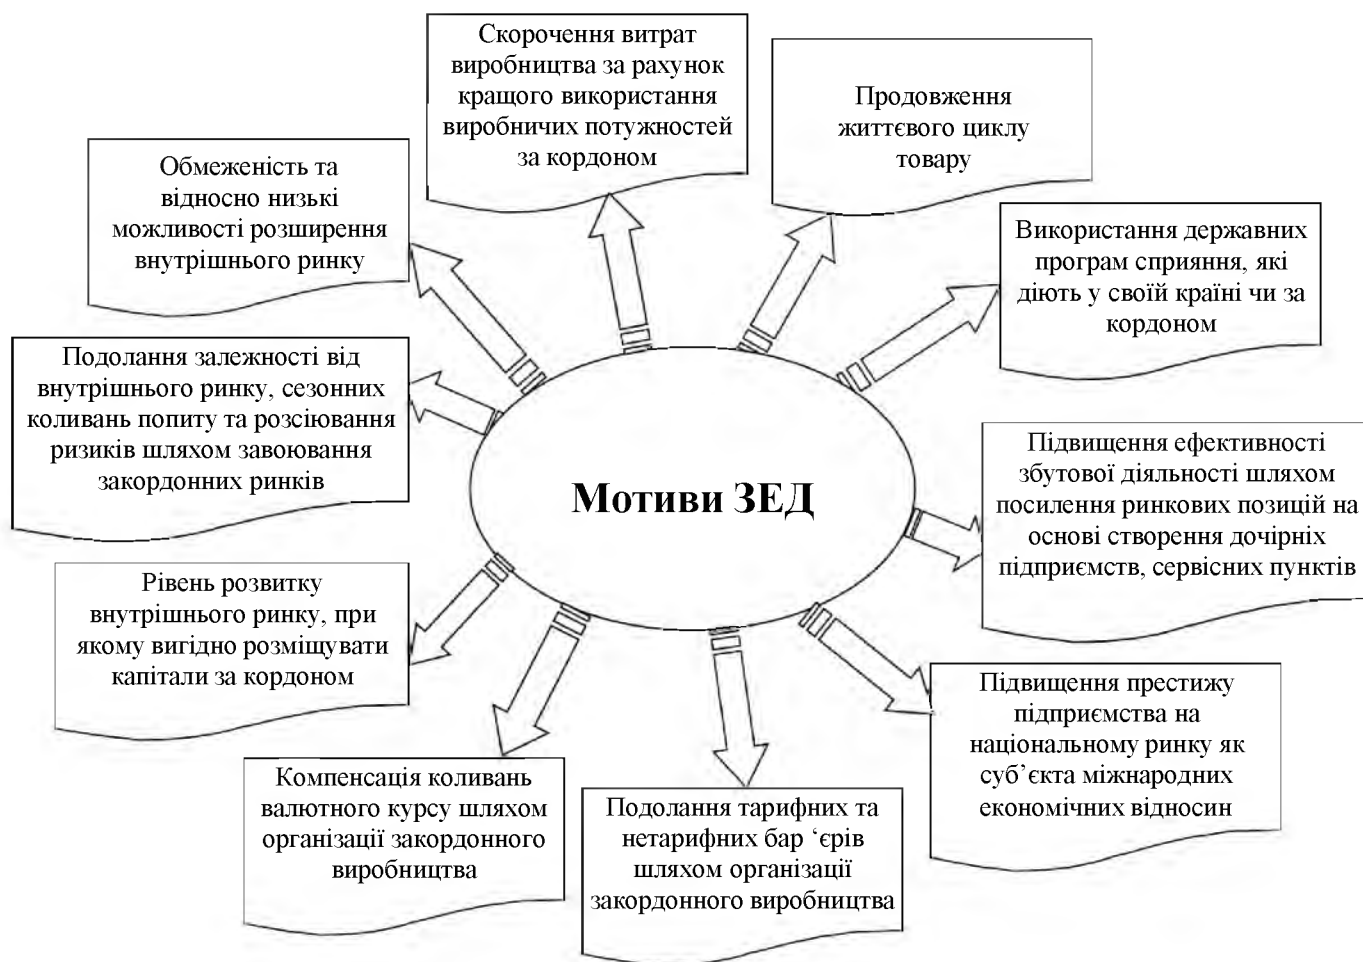 Скорочення витрат
виробництва за рахунок
кращого використання
виробничих потужностей
за кордоном
Продовження
життєвого циклу
товару
Обмеженість та
відносно низькі
можливості розширення
внутрішнього ринку
Використання державних
програм сприяння, які
діють у своїй країні чи за
кордоном
Подолання залежності від
внутрішнього ринку, сезонних
коливань попиту та розсіювання
ризиків шляхом завоювання
закордонних ринків
Мотиви ЗЕД
Підвищення ефективності
збутової діяльності шляхом
посилення ринкових позицій на
основі створення дочірніх
підприємств, сервісних пунктів
Рівень розвитку
внутрішнього ринку, при
якому вигідно розміщувати
капітали за кордоном
Підвищення престижу
підприємства на
національному ринку як
суб’єкта міжнародних
економічних відносин
Компенсація коливань
валютного курсу шляхом
організації закордонного
виробництва
Подолання тарифних та
нетарифних бар ‘єрів
шляхом організації
закордонного виробництва